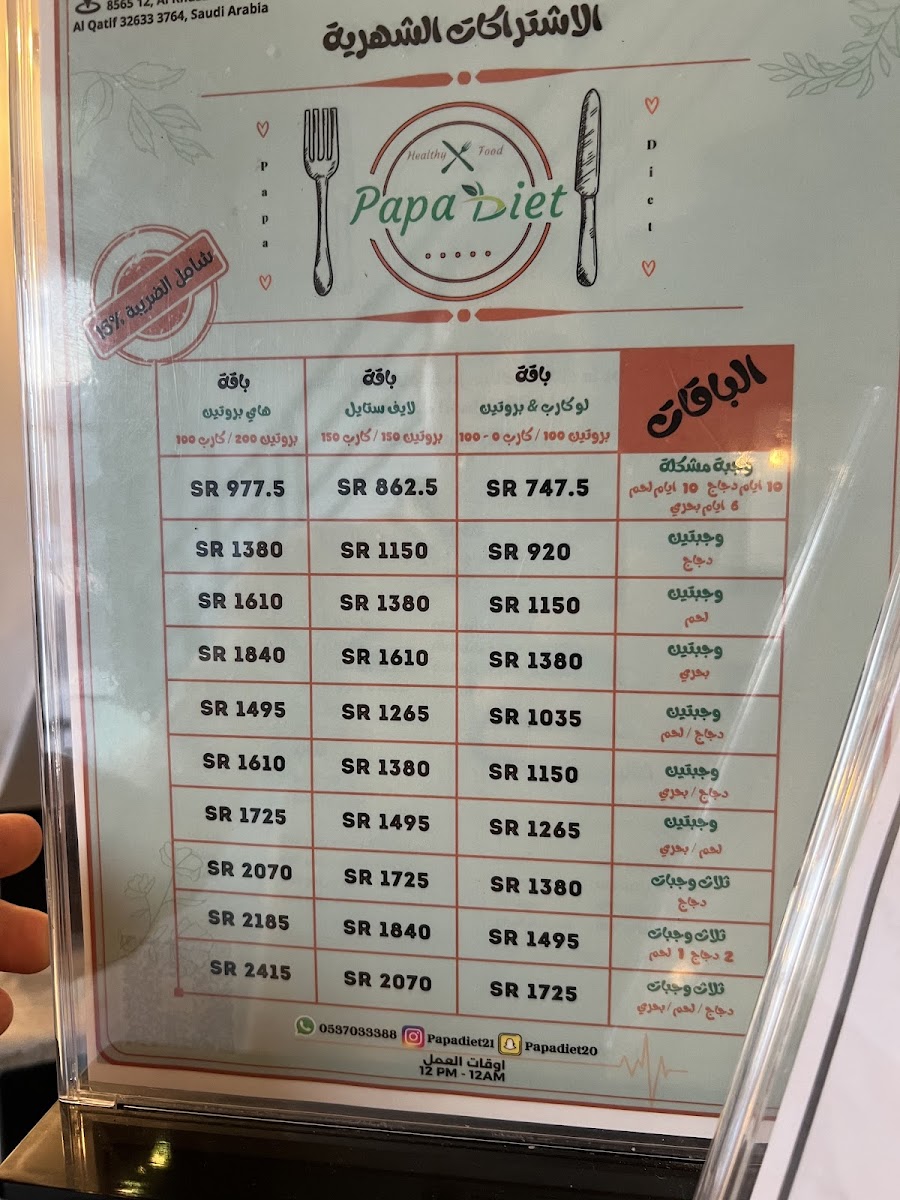 8565 12, Al
Al Qatif 32633 3764, Saudi Arabia
الاشتراكات الشهرية
Papa
Healthy Food
Papa Diet
Diet
شامل الضريبة 15%
الباقات
باقة
لو كارب & بروتين
بروتين 100 / كارب 0 - 100
باقة
لايف ستايل
بروتين 150 / كارب 150
باقة
هاي بروتين
بروتين 200 / كارب 100
وجبة مشكلة
10 ايام دجاج 10 ايام لحم
6 ايام بحري
SR 747.5
SR 862.5
SR 977.5
وجبتين
دجاج
SR 920
SR 1150
SR 1380
وجبتين
لحم
SR 1150
SR 1380
SR 1610
وجبتين
بحري
SR 1380
SR 1610
SR 1840
وجبتين
دجاج / لحم
SR 1035
SR 1265
SR 1495
وجبتين
دجاج / بحري
SR 1150
SR 1380
SR 1610
وجبتين
لحم / بحري
SR 1265
SR 1495
SR 1725
ثلاث وجبات
دجاج
SR 1380
SR 1725
SR 2070
ثلاث وجبات
2 دجاج 1 لحم
SR 1495
SR 1840
SR 2185
ثلاث وجبات
دجاج / لحم / بحري
SR 1725
SR 2070
SR 2415
0537033388 Papadiet21 Papadiet20
اوقات العمل
12 PM - 12AM